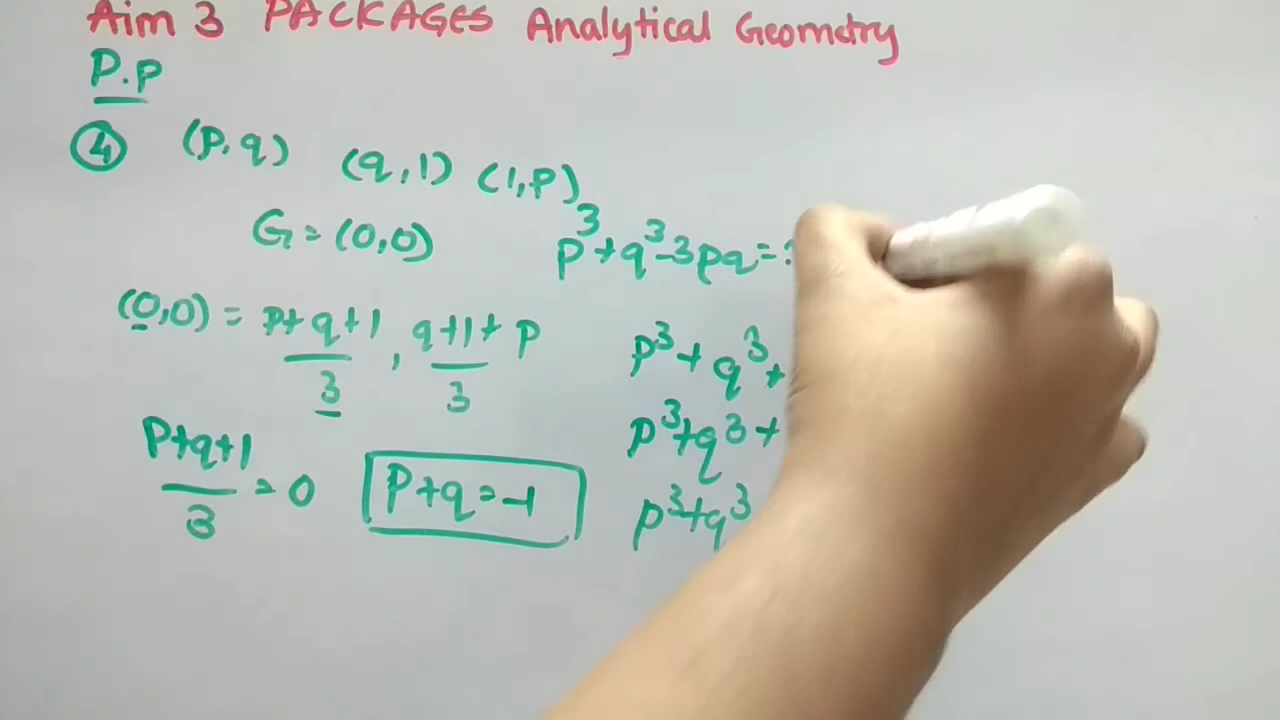 Aim 3 PACKAGES Analytical Geometry
P.P
④ (P,q) (q,1) (1,P)
G = (0,0) p³+q³-3pq=?
(0,0) = P+q+1/3 , q+1+P/3
p³+q³+
P+q+1/3 = 0 P+q=-1
p³+q³+
p³+q³